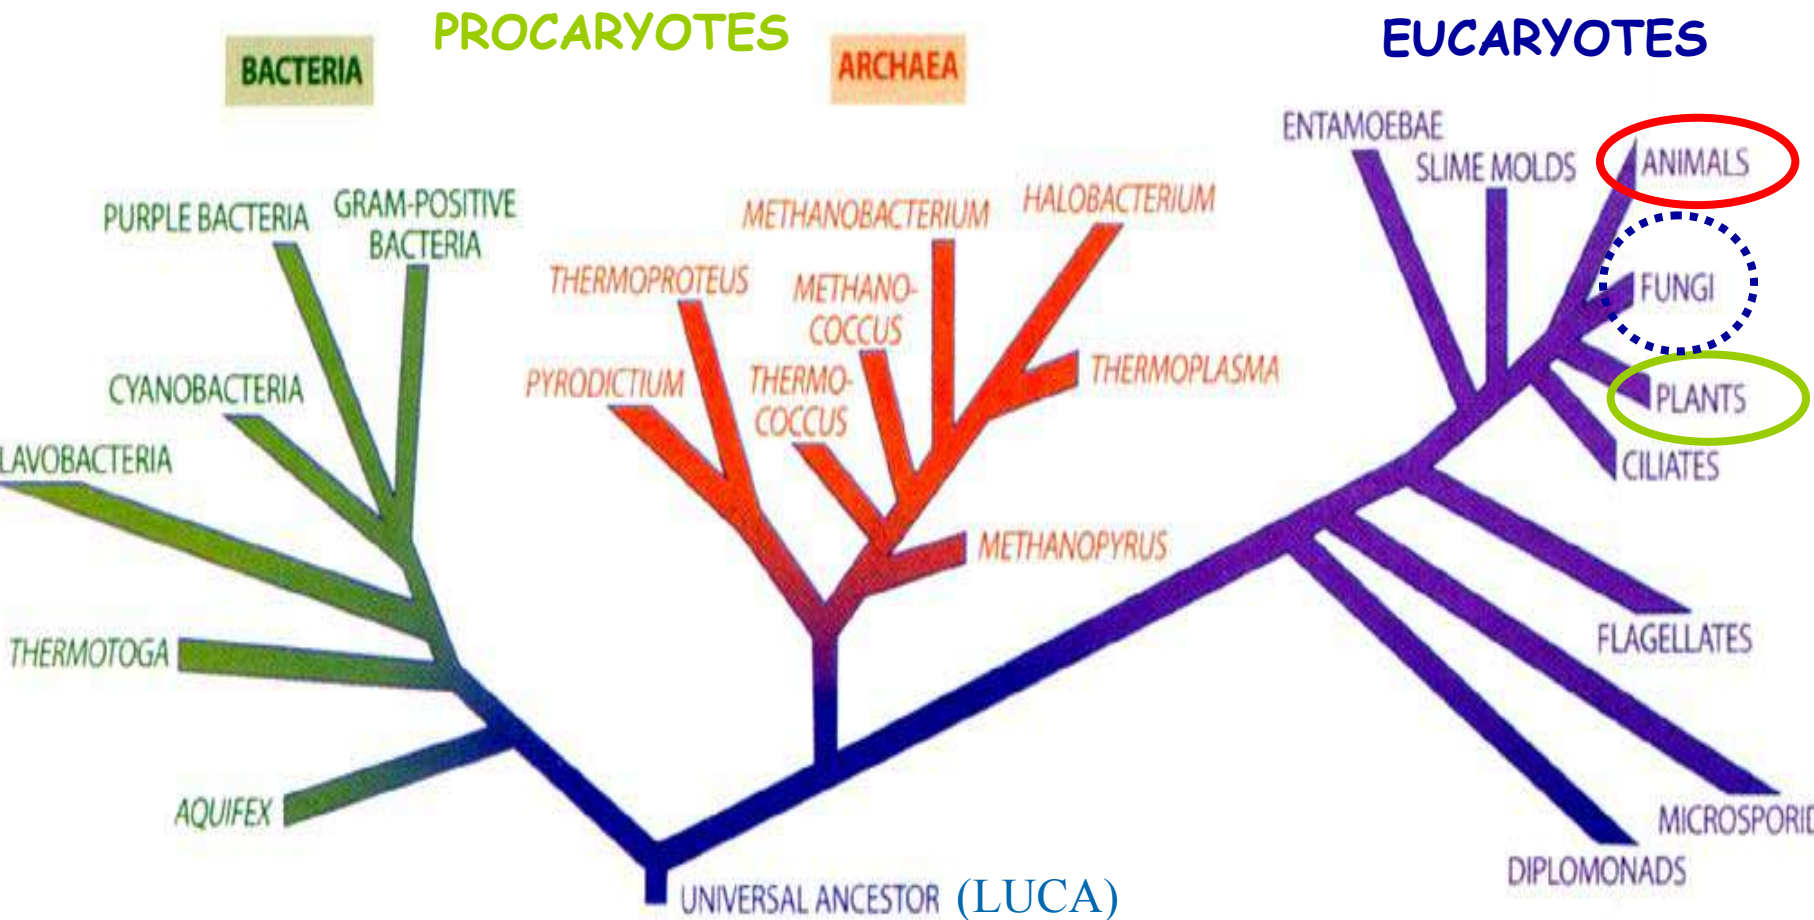 PROCARYOTES
EUCARYOTES
BACTERIA
ARCHAEA
ENTAMOEBAE
SLIME MOLDS
ANIMALS
PURPLE BACTERIA
GRAM-POSITIVE
BACTERIA
METHANOBACTERIUM
HALOBACTERIUM
THERMOPROTEUS
METHANO-
COCCUS
FUNGI
CYANOBACTERIA
PYRODICTIUM
THERMO-
COCCUS
THERMOPLASMA
PLANTS
LAVOBACTERIA
CILIATES
METHANOPYRUS
THERMOTOGA
FLAGELLATES
AQUIFEX
MICROSPORID
DIPLOMONADS
UNIVERSAL ANCESTOR (LUCA)